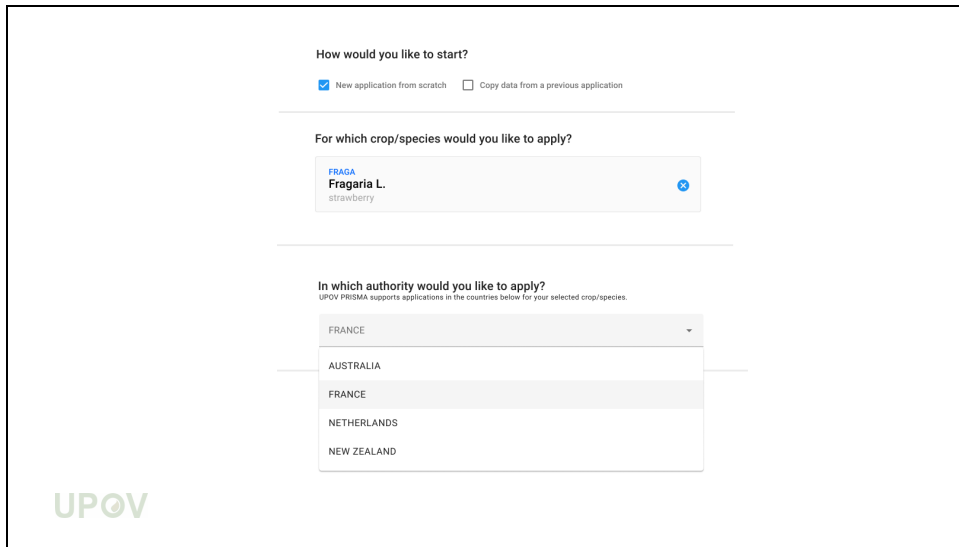 How would you like to start?
New application from scratch Copy data from a previous application
For which crop/species would you like to apply?
FRAGA
Fragaria L.
strawberry
In which authority would you like to apply?
UPOV PRISMA supports applications in the countries below for your selected crop/species.
FRANCE
AUSTRALIA
FRANCE
NETHERLANDS
NEW ZEALAND
UPOV